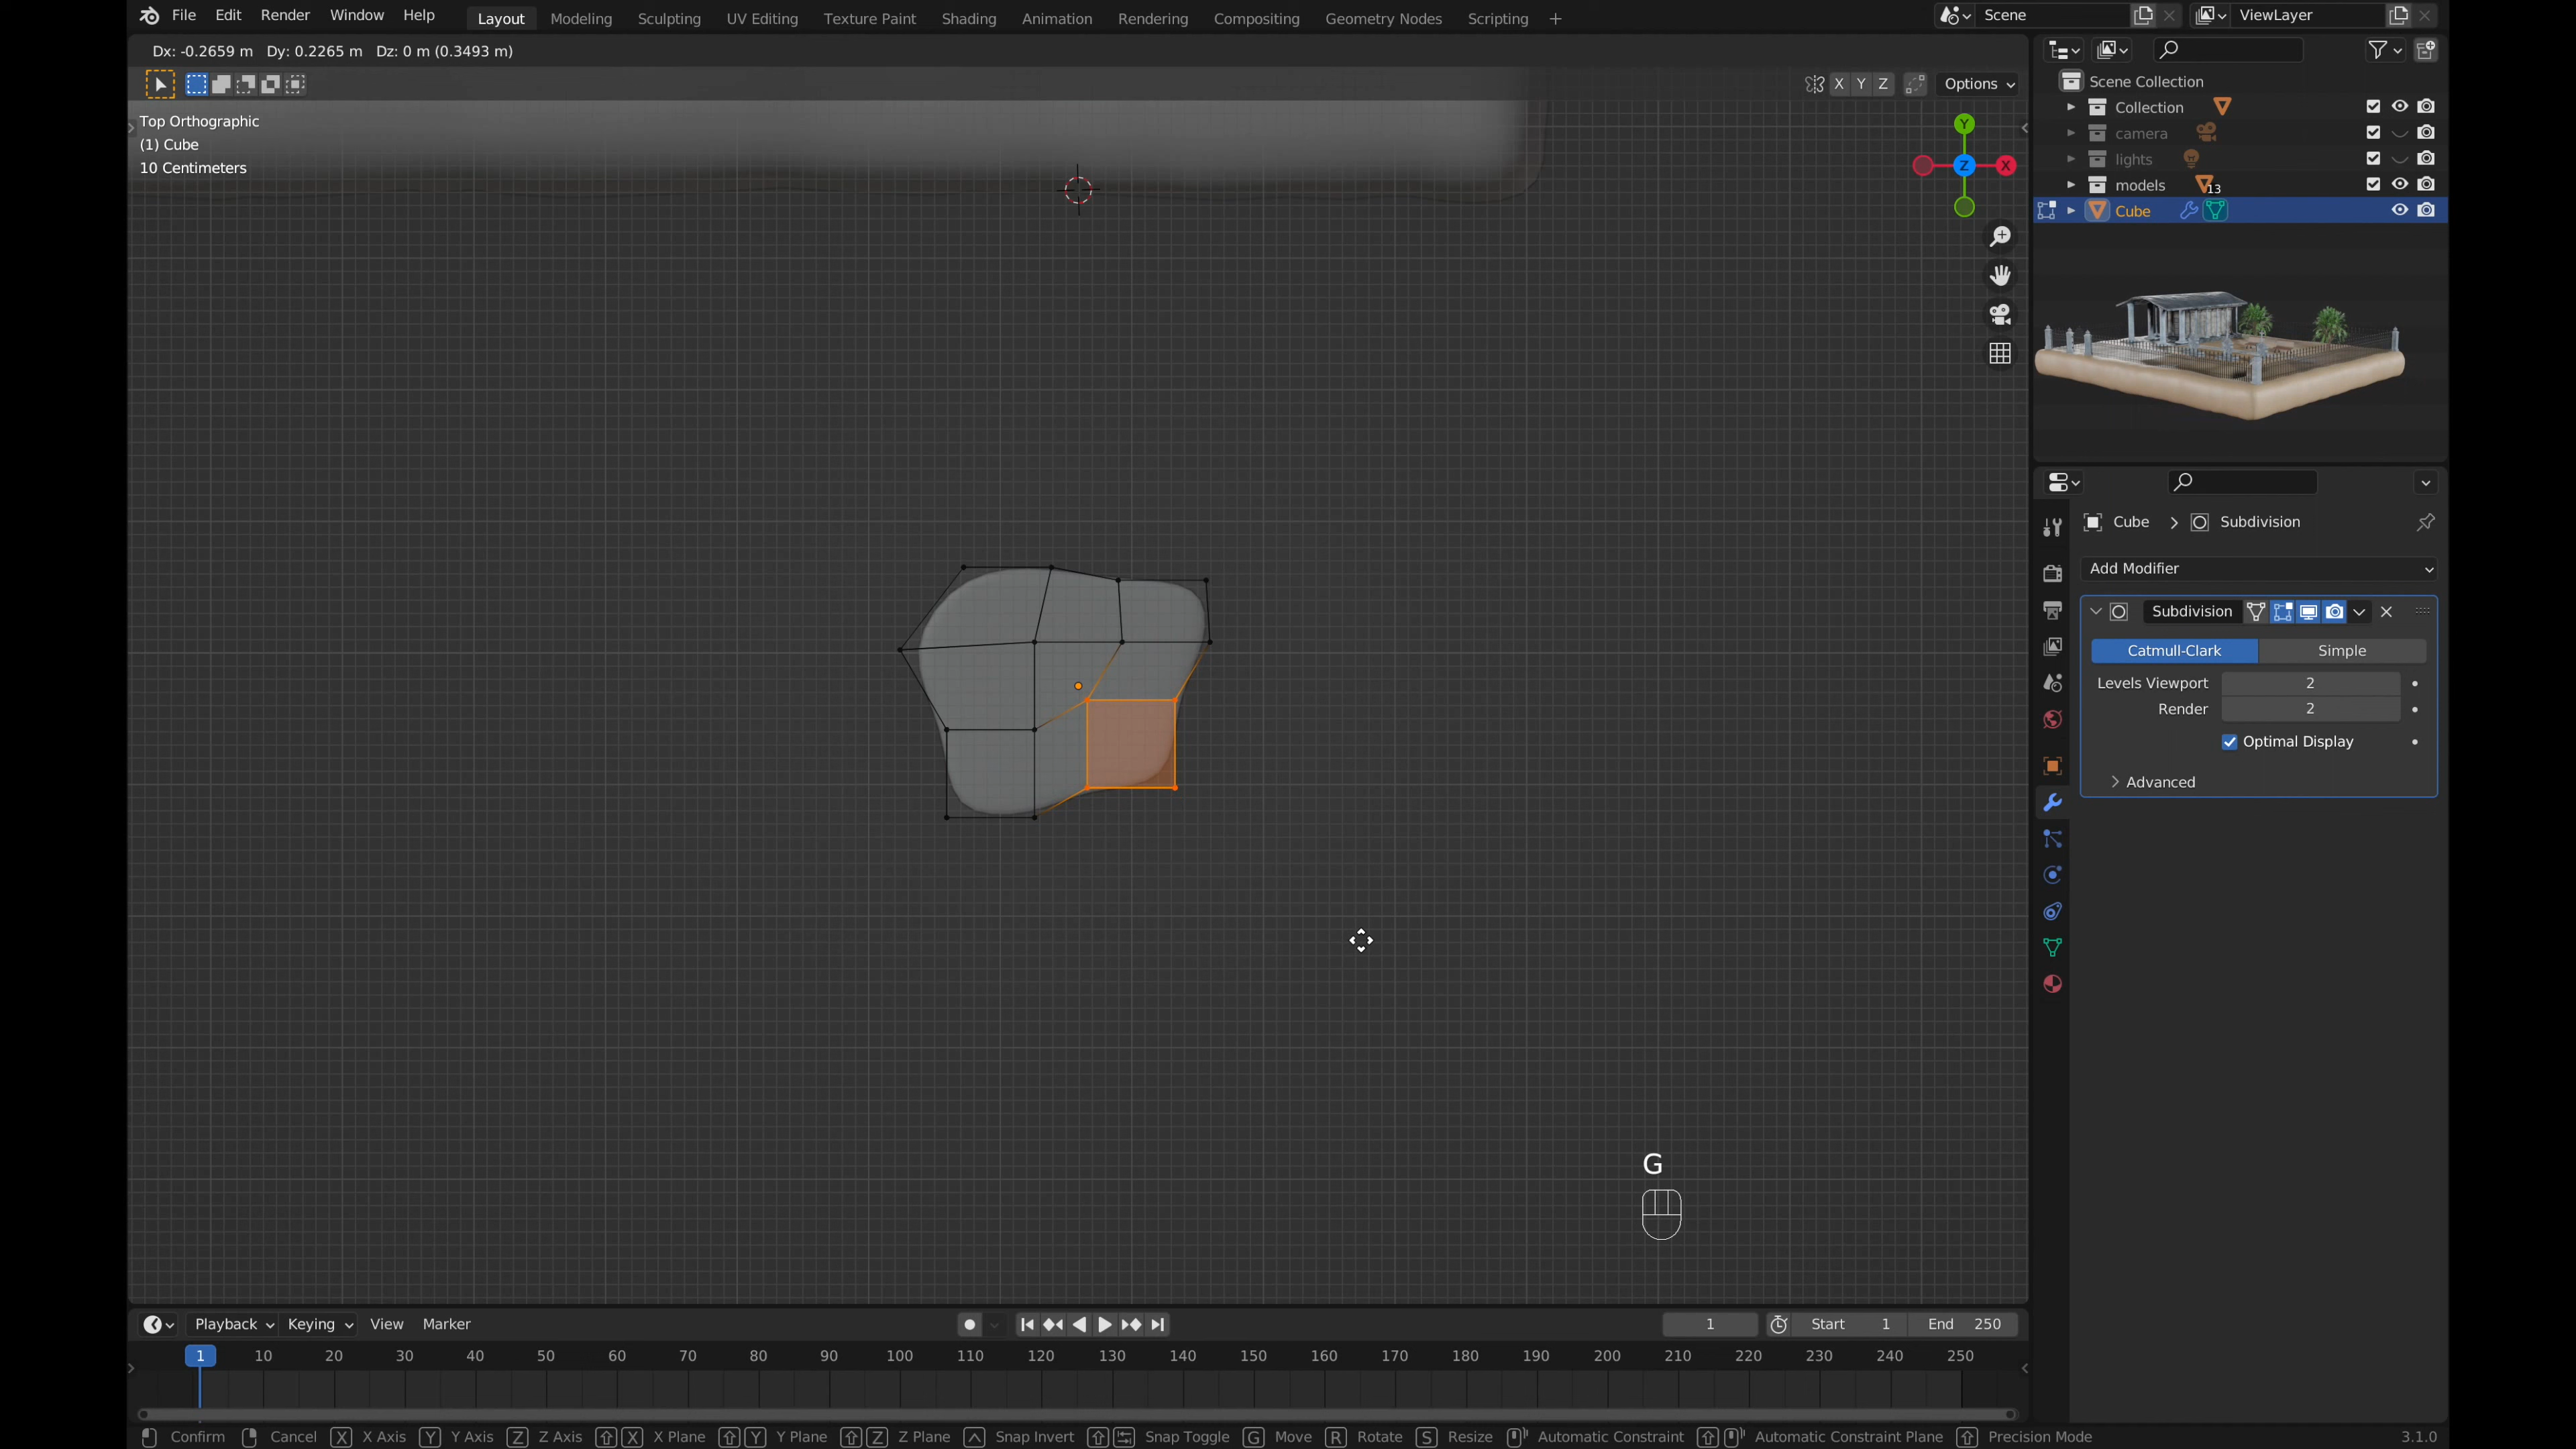 File Edit Render Window Help Layout Modeling Sculpting UV Editing Texture Paint Shading Animation Rendering Compositing Geometry Nodes Scripting + Scene ViewLayer
Dx: -0.2659 m Dy: 0.2265 m Dz: 0 m (0.3493 m)
X Y Z Options
Top Orthographic
(1) Cube
10 Centimeters
Y
X
Z
Scene Collection
Collection
camera
lights
models 13
Cube
Cube > Subdivision
Add Modifier
Subdivision
Catmull-Clark Simple
Levels Viewport 2
Render 2
Optimal Display
Advanced
G
Playback Keying View Marker 1 Start 1 End 250
1 10 20 30 40 50 60 70 80 90 100 110 120 130 140 150 160 170 180 190 200 210 220 230 240 250
Confirm Cancel X X Axis Y Y Axis Z Z Axis X X Plane Y Y Plane Z Z Plane Snap Invert Snap Toggle G Move R Rotate S Resize Automatic Constraint Automatic Constraint Plane Precision Mode 3.1.0